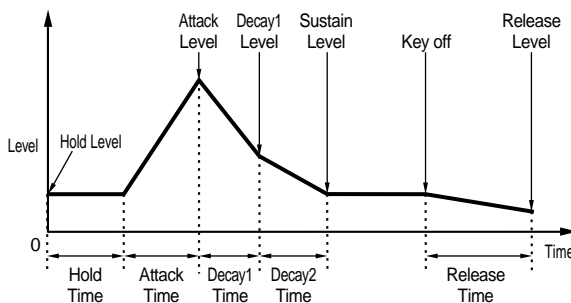 Attack
Level
Decay1
Level
Sustain
Level
Key off
Release
Level
Hold Level
Level
0
Time
Hold
Time
Attack
Time
Decay1
Time
Decay2
Time
Release
Time